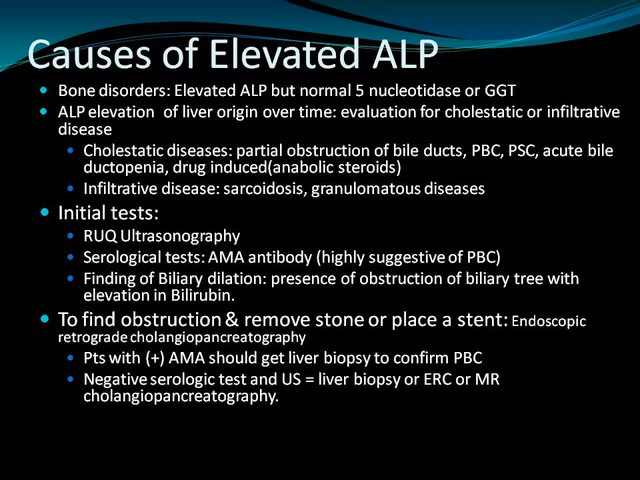 Causes of Elevated ALP
Bone disorders: Elevated ALP but normal 5 nucleotidase or GGT
ALP elevation of liver origin over time: evaluation for cholestatic or infiltrative
disease
Cholestatic diseases: partial obstruction of bile ducts, PBC, PSC, acute bile
ductopenia, drug induced(anabolic steroids)
Infiltrative disease: sarcoidosis, granulomatous diseases
Initial tests:
RUQ Ultrasonography
Serological tests: AMA antibody (highly suggestive of PBC)
Finding of Biliary dilation: presence of obstruction of biliary tree with
elevation in Bilirubin.
To find obstruction & remove stone or place a stent: Endoscopic
retrograde cholangiopancreatography
Pts with (+) AMA should get liver biopsy to confirm PBC
Negative serologic test and US = liver biopsy or ERC or MR
cholangiopancreatography.